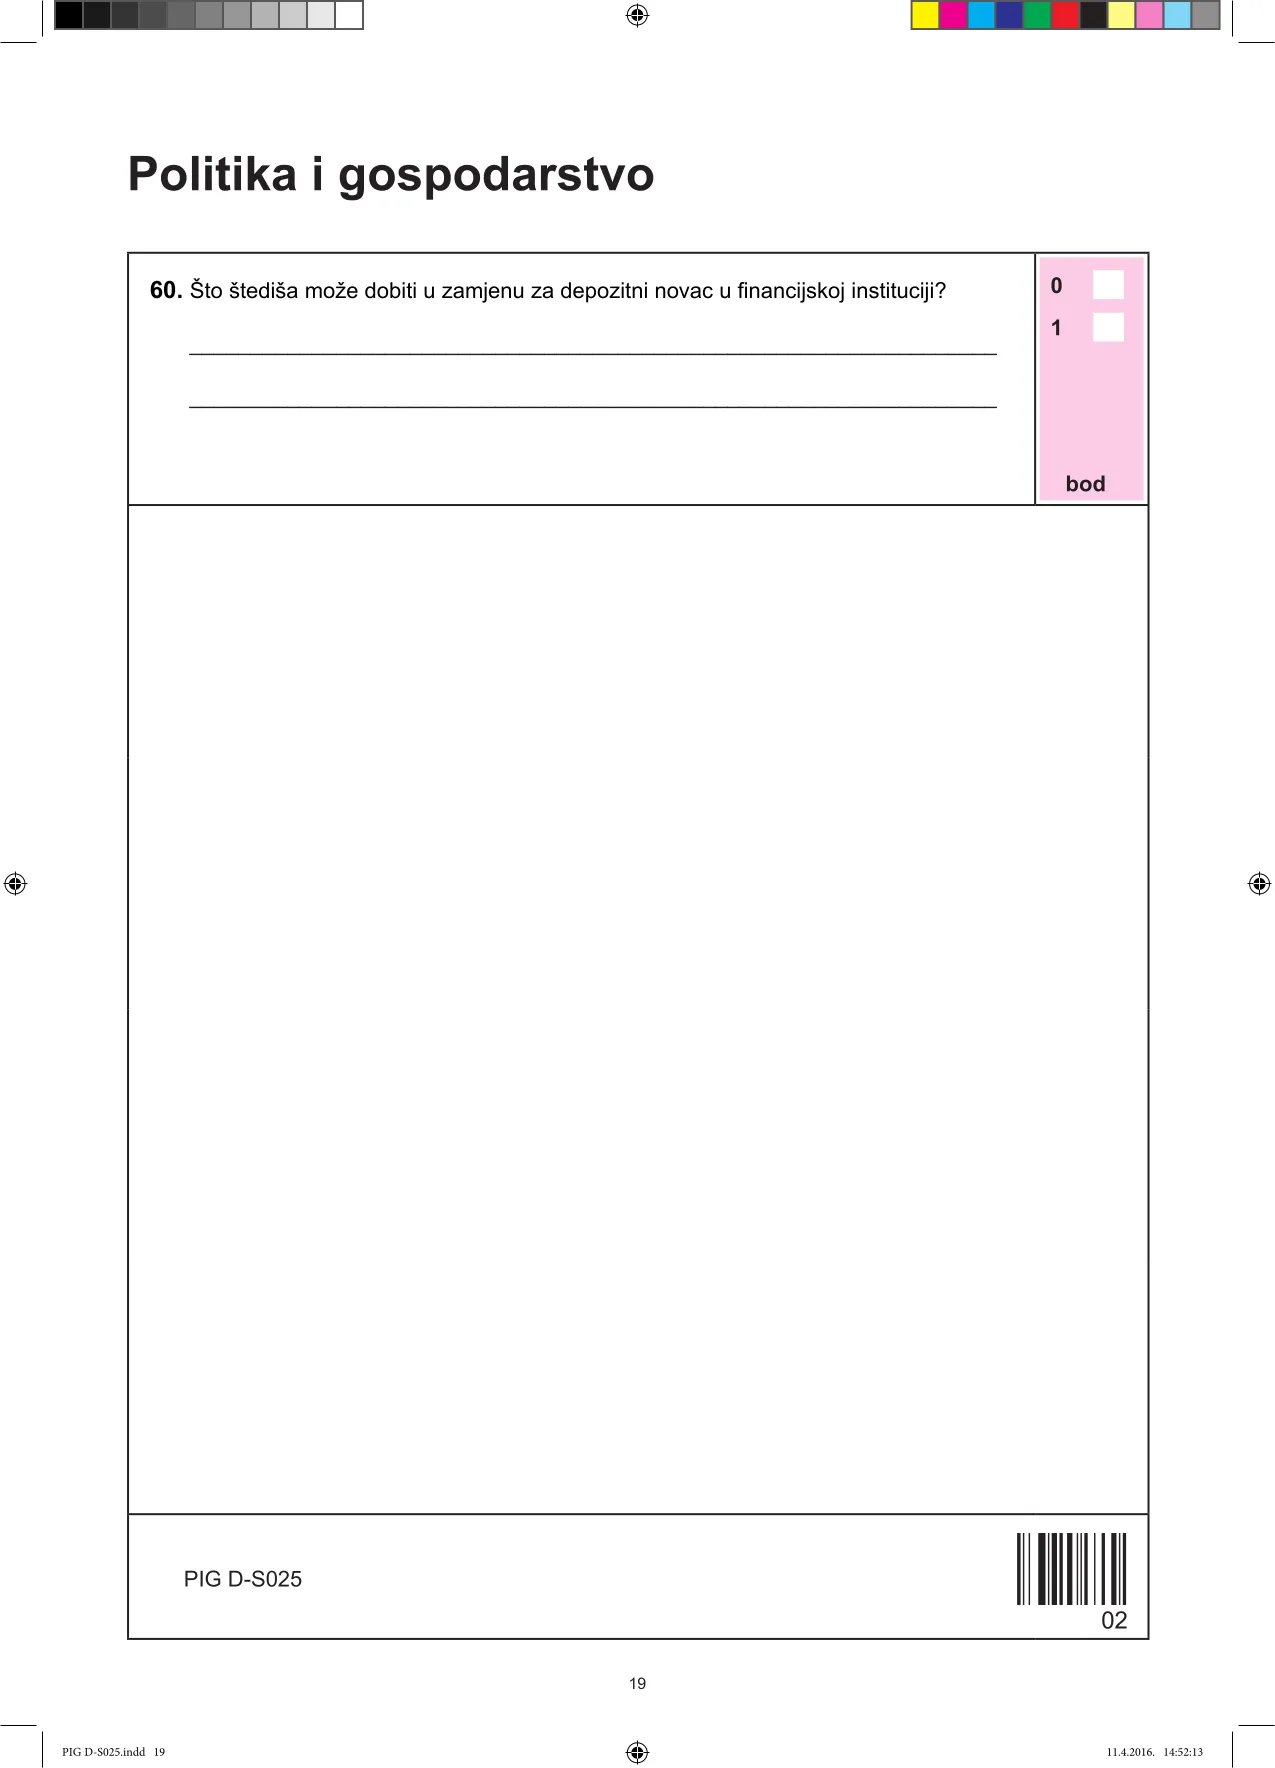 Politika i gospodarstvo
60. Što štediša može dobiti u zamjenu za depozitni novac u financijskoj instituciji?
0
1
bod
PIG D-S025
02
19
PIG D-S025.indd 19
11.4.2016. 14:52:13